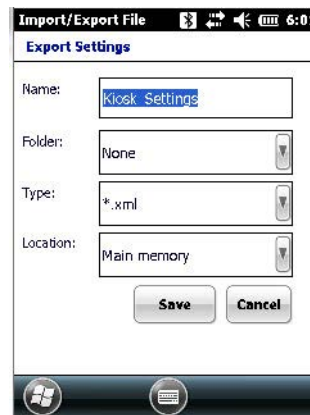 Import/Export File
Export Settings
Name:
Kiosk Settings
Folder:
None
Type:
*.xml
Location:
Main memory
Save
Cancel